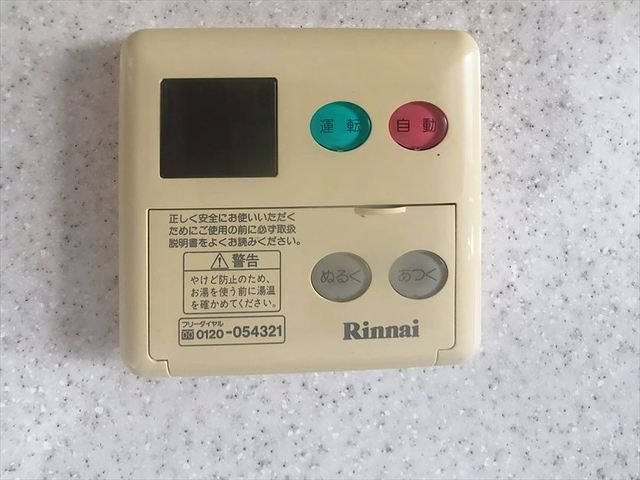 運転 自動
正しく安全にお使いいただく
ためにご使用の前に必ず取扱
説明書をよくお読みください。
警告
やけど防止のため、
お湯を使う前に湯温
を確かめてください。
フリーダイヤル
0120-054321
ぬるく あつく
Rinnai